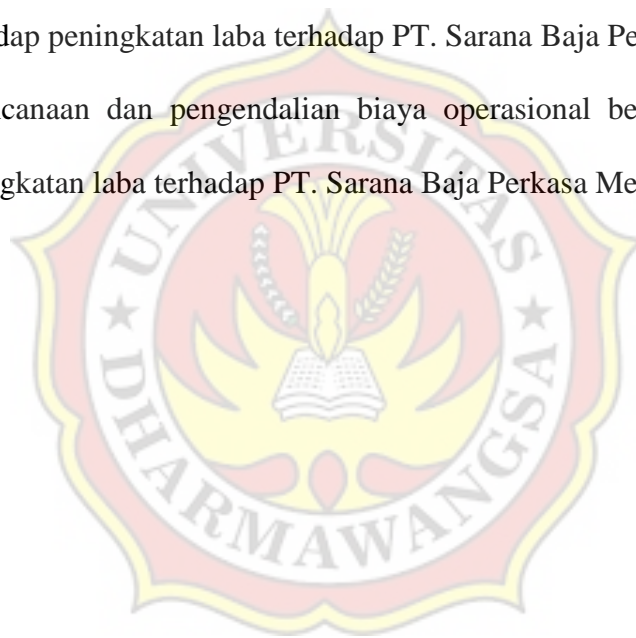 dap peningkatan laba terhadap PT. Sarana Baja Pe
canaan dan pengendalian biaya operasional be
gkatan laba terhadap PT. Sarana Baja Perkasa Me
UNIVERSITAS
DHARMAWANGSA